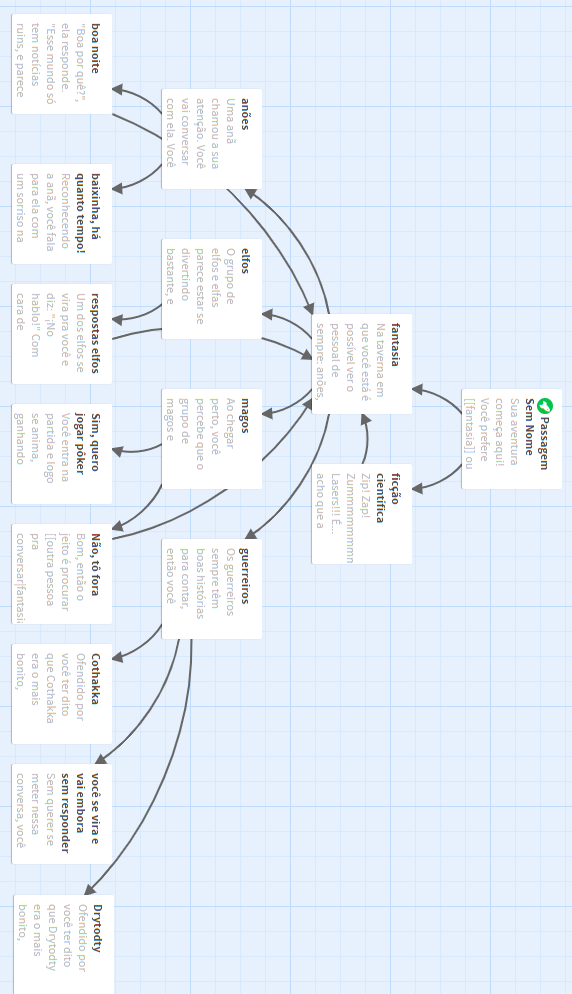 Passagem
Sem Nome
Sua aventura
começa aqui!
Você prefere
[[fantasia]] ou
fantasia
Na taverna em
que você está é
possível ver o
pessoal de
sempre: anões,
ficção
científica
Zip! Zap!
Zummmmmmmm
Lasers!!! É...
acho que a
anões
Uma anã
chamou a sua
atenção. Você
vai conversar
com ela. Você
elfos
O grupo de
elfos e elfas
parece estar se
divertindo
bastante, e
magos
Ao chegar
perto, você
percebe que o
grupo de
magos e
guerreiros
Os guerreiros
sempre têm
boas histórias
para contar,
então você
boa noite
"Boa por quê?",
ela responde.
"Esse mundo só
tem notícias
ruins, e parece
baixinha, há
quanto tempo!
Reconhecendo
a anã, você fala
para ela com
um sorriso na
respostas elfos
Um dos elfos se
vira pra você e
diz: "¡No
hablo!" Com
cara de
Sim, quero
jogar pôker
Você entra na
partida e logo
se anima,
ganhando
Não, tô fora
Bom, então o
jeito é procurar
[[outra pessoa
pra
conversar|fantasi
Cothakka
Ofendido por
você ter dito
que Cothakka
era o mais
bonito,
você se vira e
vai embora
sem responder
Sem querer se
meter nessa
conversa, você
Drytodty
Ofendido por
você ter dito
que Drytodty
era o mais
bonito,